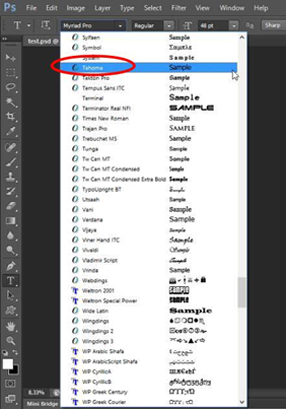 Ps File Edit Image Layer Type Select Filter View Window Help
T Myriad Pro Regular 48 pt Sharp
test.psd @
Sylfaen Sample
Symbol Σαμπλε
System Sample
Tahoma Sample
Tekton Pro Sample
Tempus Sans ITC Sample
Terminal Sample
Terminator Real NFI SAMPLE
Times New Roman Sample
Trajan Pro SAMPLE
Trebuchet MS Sample
Tunga Sample
Tw Cen MT Sample
Tw Cen MT Condensed Sample
Tw Cen MT Condensed Extra Bold Sample
TypoUpright BT Sample
Utsaah Sample
Vani Sample
Verdana Sample
Vijaya Sample
Viner Hand ITC Sample
Vivaldi Sample
Vladimir Script Sample
Vrinda Sample
Webdings
Waltron 2001 SAMPLE
Waltron Special Power
Wide Latin Sample
Wingdings
Wingdings 2
Wingdings 3
WP Arabic Sihafa
WP ArabicScript Sihafa
WP CyrillicA
WP CyrillicB
WP Greek Century
WP Greek Courier
8.33%
Mini Bridge